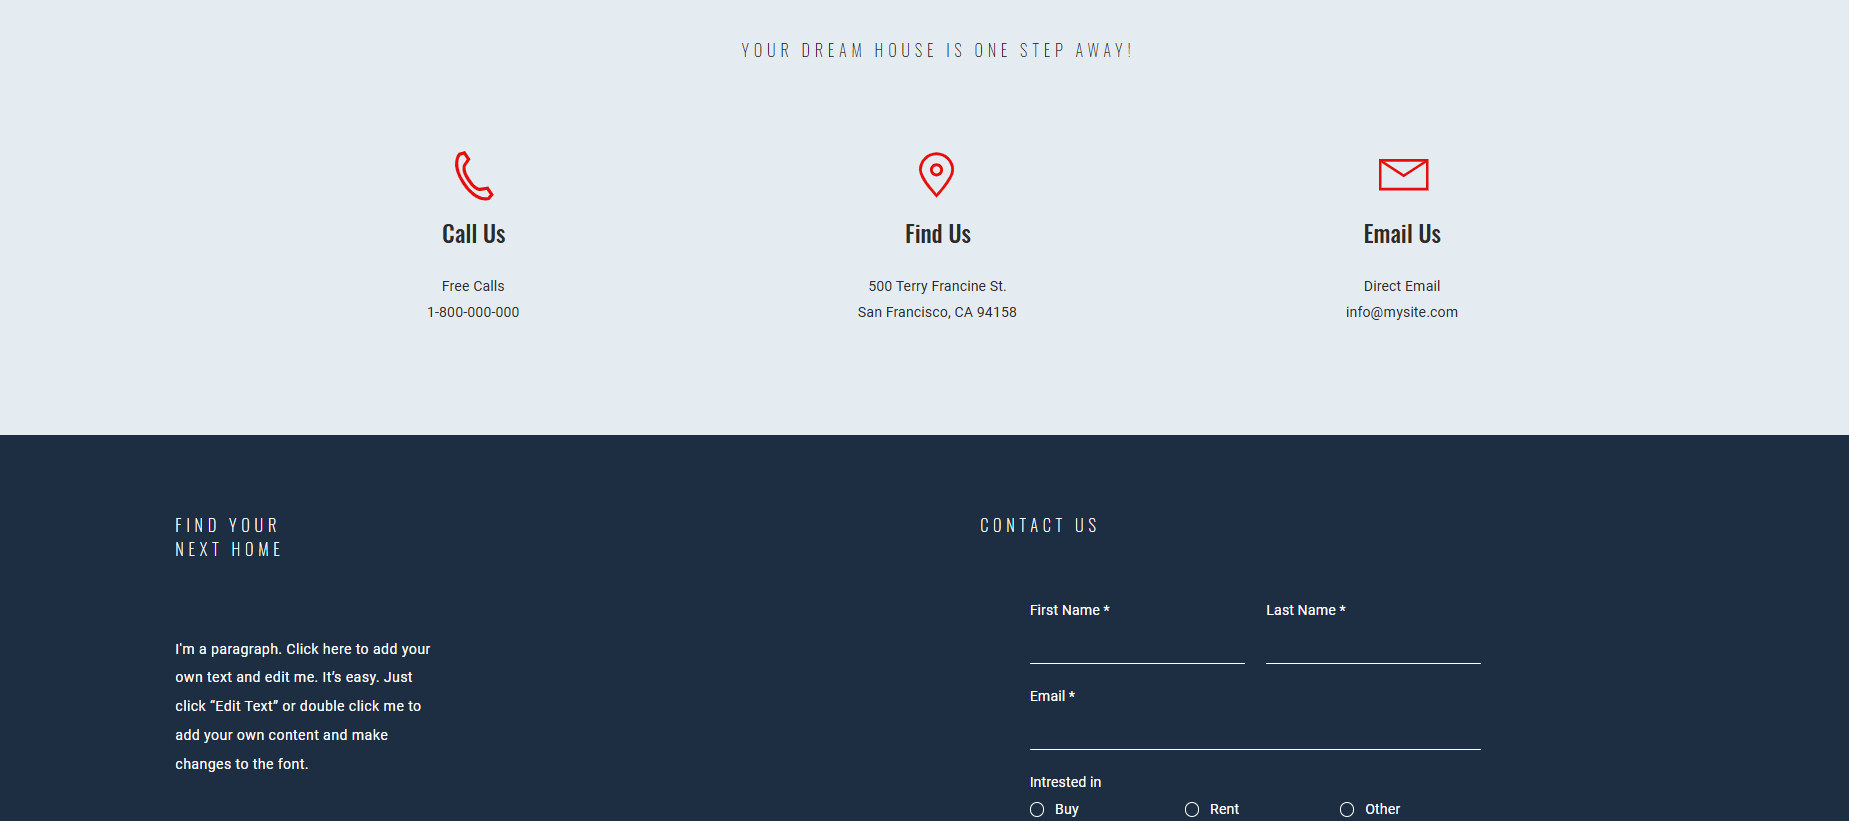 YOUR DREAM HOUSE IS ONE STEP AWAY!
Call Us
Free Calls
1-800-000-000
Find Us
500 Terry Francine St.
San Francisco, CA 94158
Email Us
Direct Email
info@mysite.com
FIND YOUR
NEXT HOME
I'm a paragraph. Click here to add your
own text and edit me. It’s easy. Just
click “Edit Text” or double click me to
add your own content and make
changes to the font.
CONTACT US
First Name *
Last Name *
Email *
Intrested in
Buy
Rent
Other